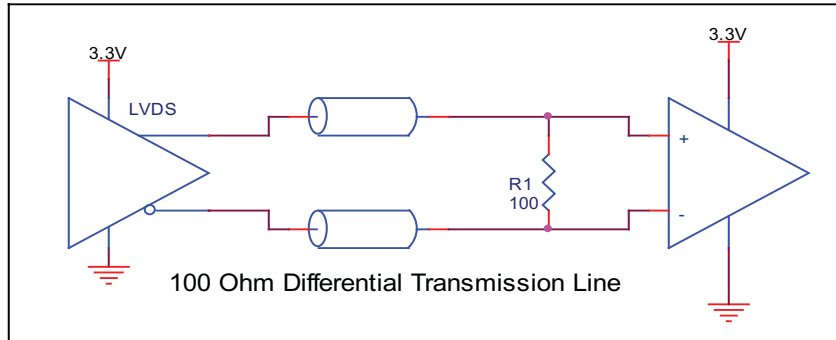 3.3V
3.3V
LVDS
+
R1
100
-
100 Ohm Differential Transmission Line